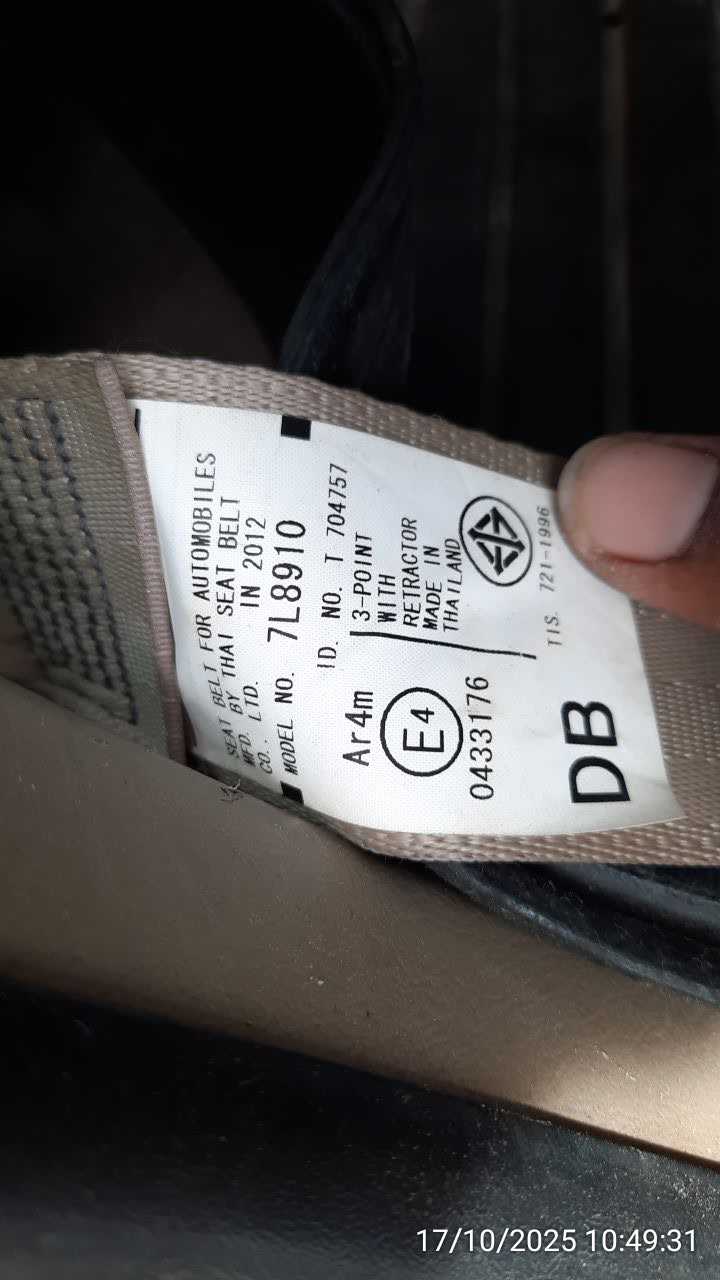 SEAT BELT FOR AUTOMOBILES
MFD. BY THAI SEAT BELT
CO., LTD. IN 2012
MODEL NO. 7L8910
ID. NO. T 704757
Ar4m
E4
0433176
3-POINT
WITH
RETRACTOR
MADE IN
THAILAND
TIS. 721-1996
DB
17/10/2025 10:49:31